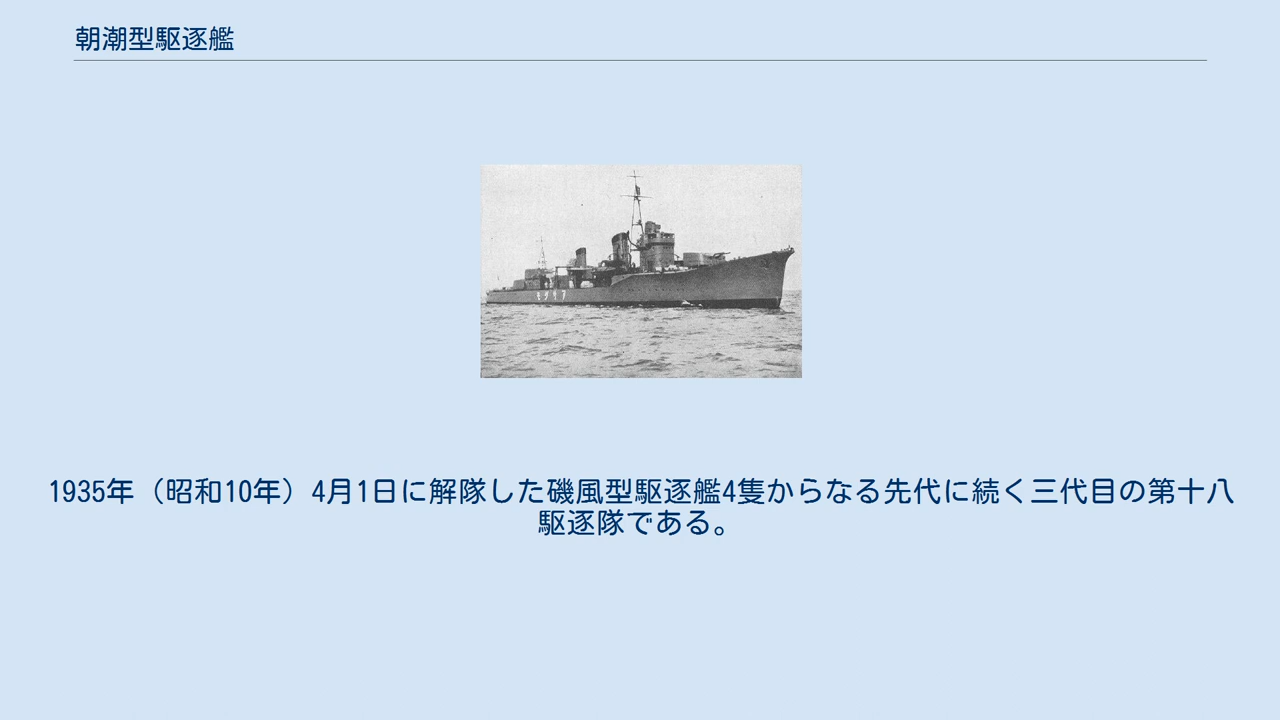 朝潮型駆逐艦
1935年（昭和10年）4月1日に解隊した磯風型駆逐艦4隻からなる先代に続く三代目の第十八
駆逐隊である。